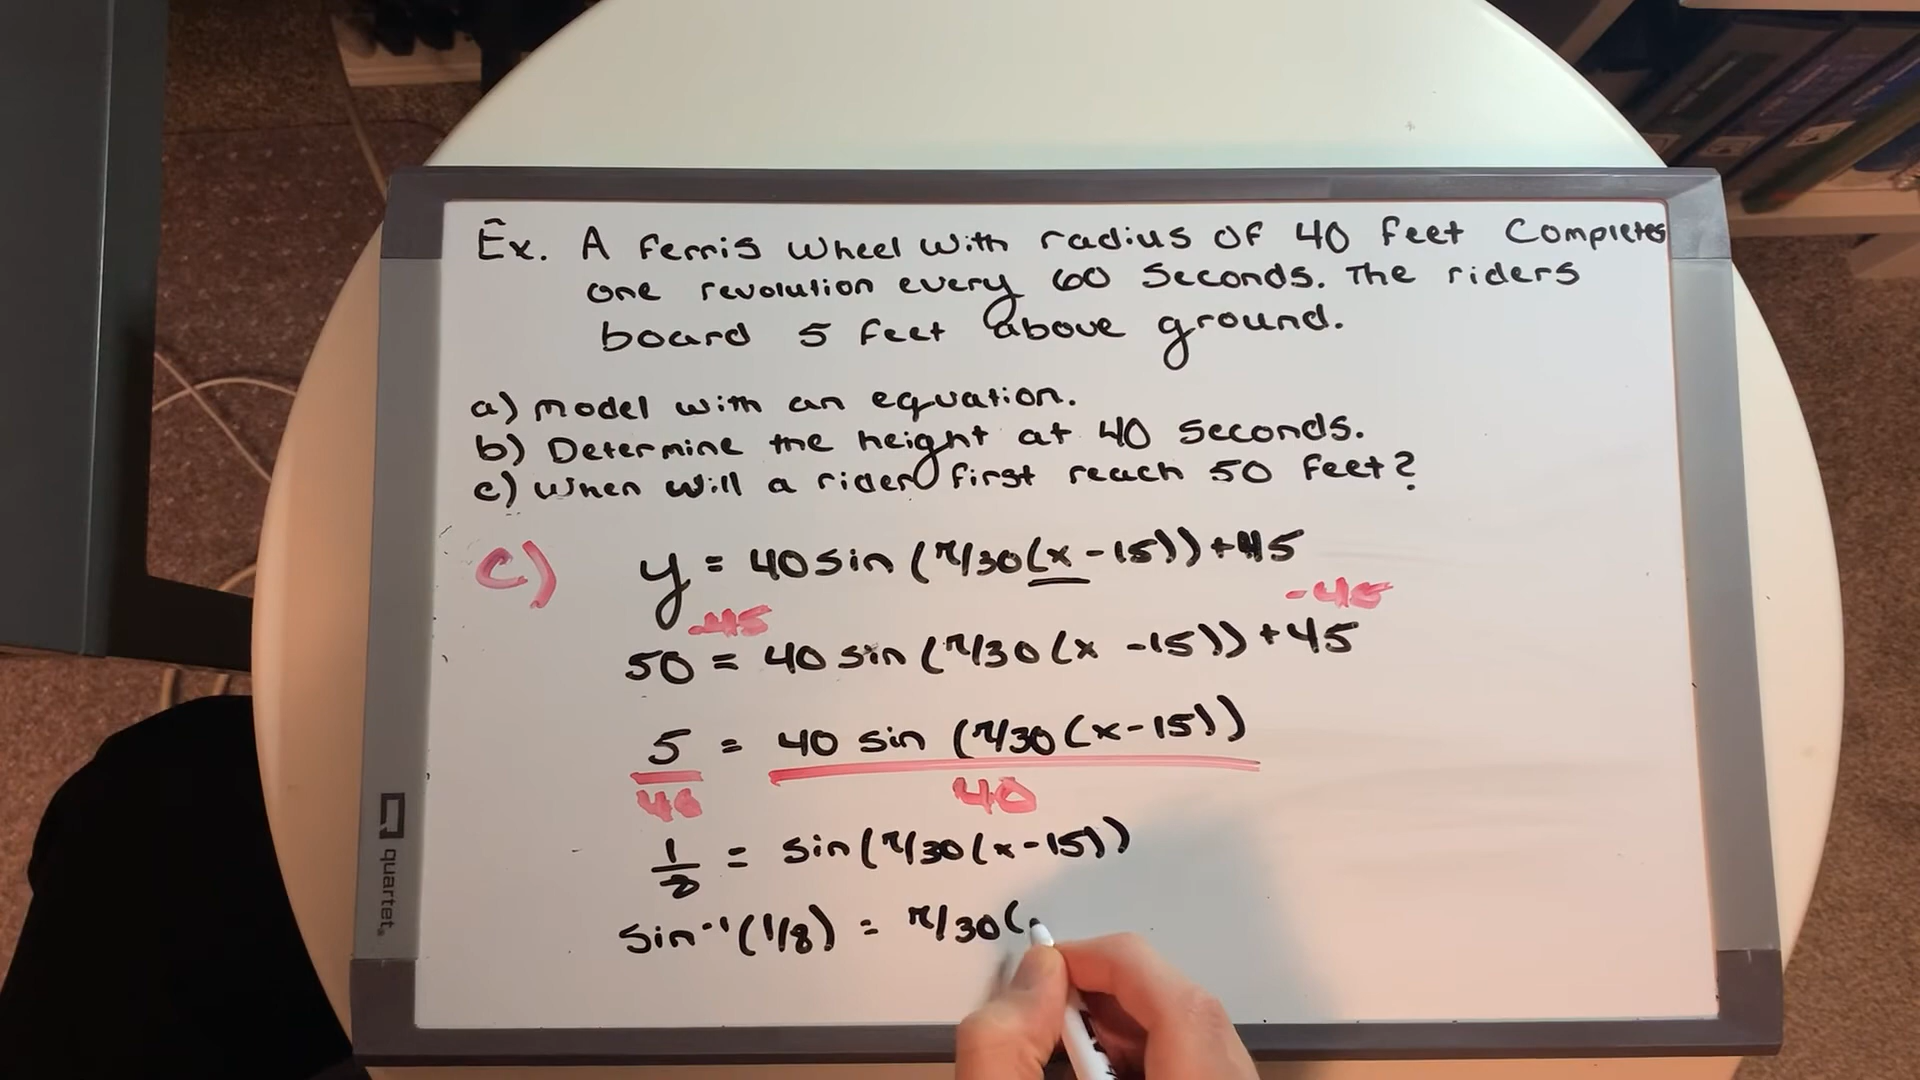 Ex. A Ferris wheel with radius of 40 feet completes
one revolution every 60 seconds. The riders
board 5 feet above ground.
a) model with an equation.
b) Determine the height at 40 seconds.
c) when will a rider first reach 50 feet?
c) y = 40 sin (π/30(x - 15)) + 45
-45 -45
50 = 40 sin (π/30 (x - 15)) + 45
5 = 40 sin (π/30 (x - 15))
40 40
1/8 = sin (π/30 (x - 15))
sin⁻¹ (1/8) = π/30 (
quartet